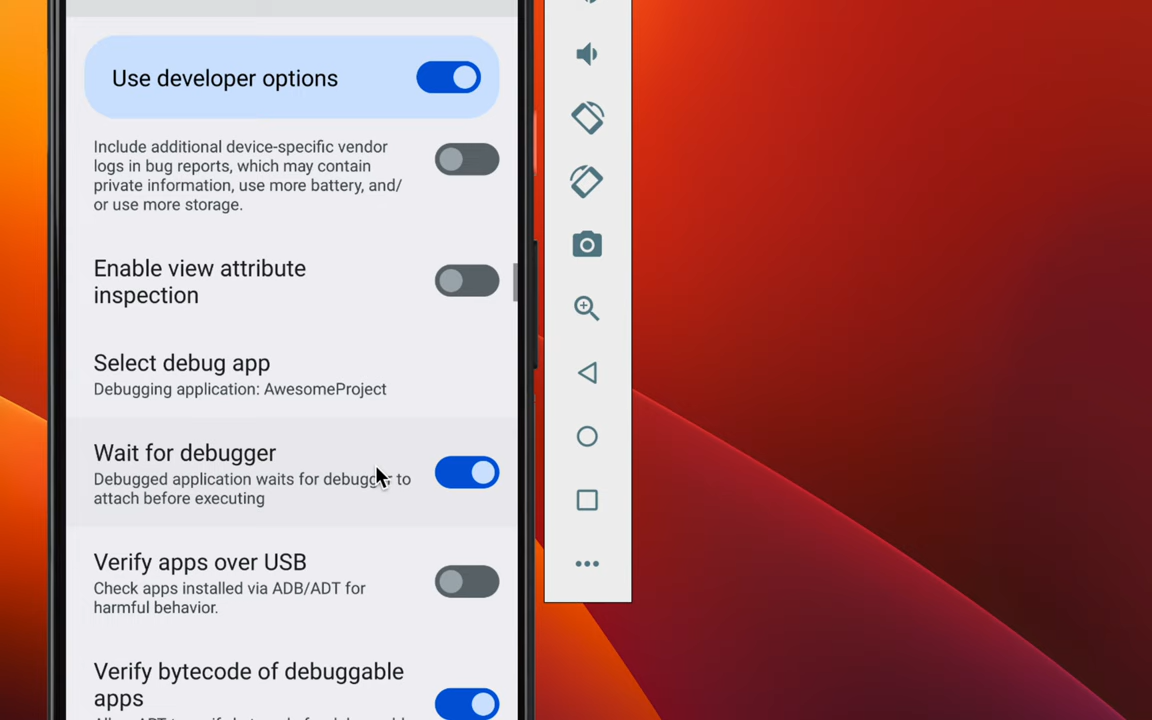 Use developer options
Include additional device-specific vendor
logs in bug reports, which may contain
private information, use more battery, and/
or use more storage.
Enable view attribute
inspection
Select debug app
Debugging application: AwesomeProject
Wait for debugger
Debugged application waits for debugger to
attach before executing
Verify apps over USB
Check apps installed via ADB/ADT for
harmful behavior.
Verify bytecode of debuggable
apps